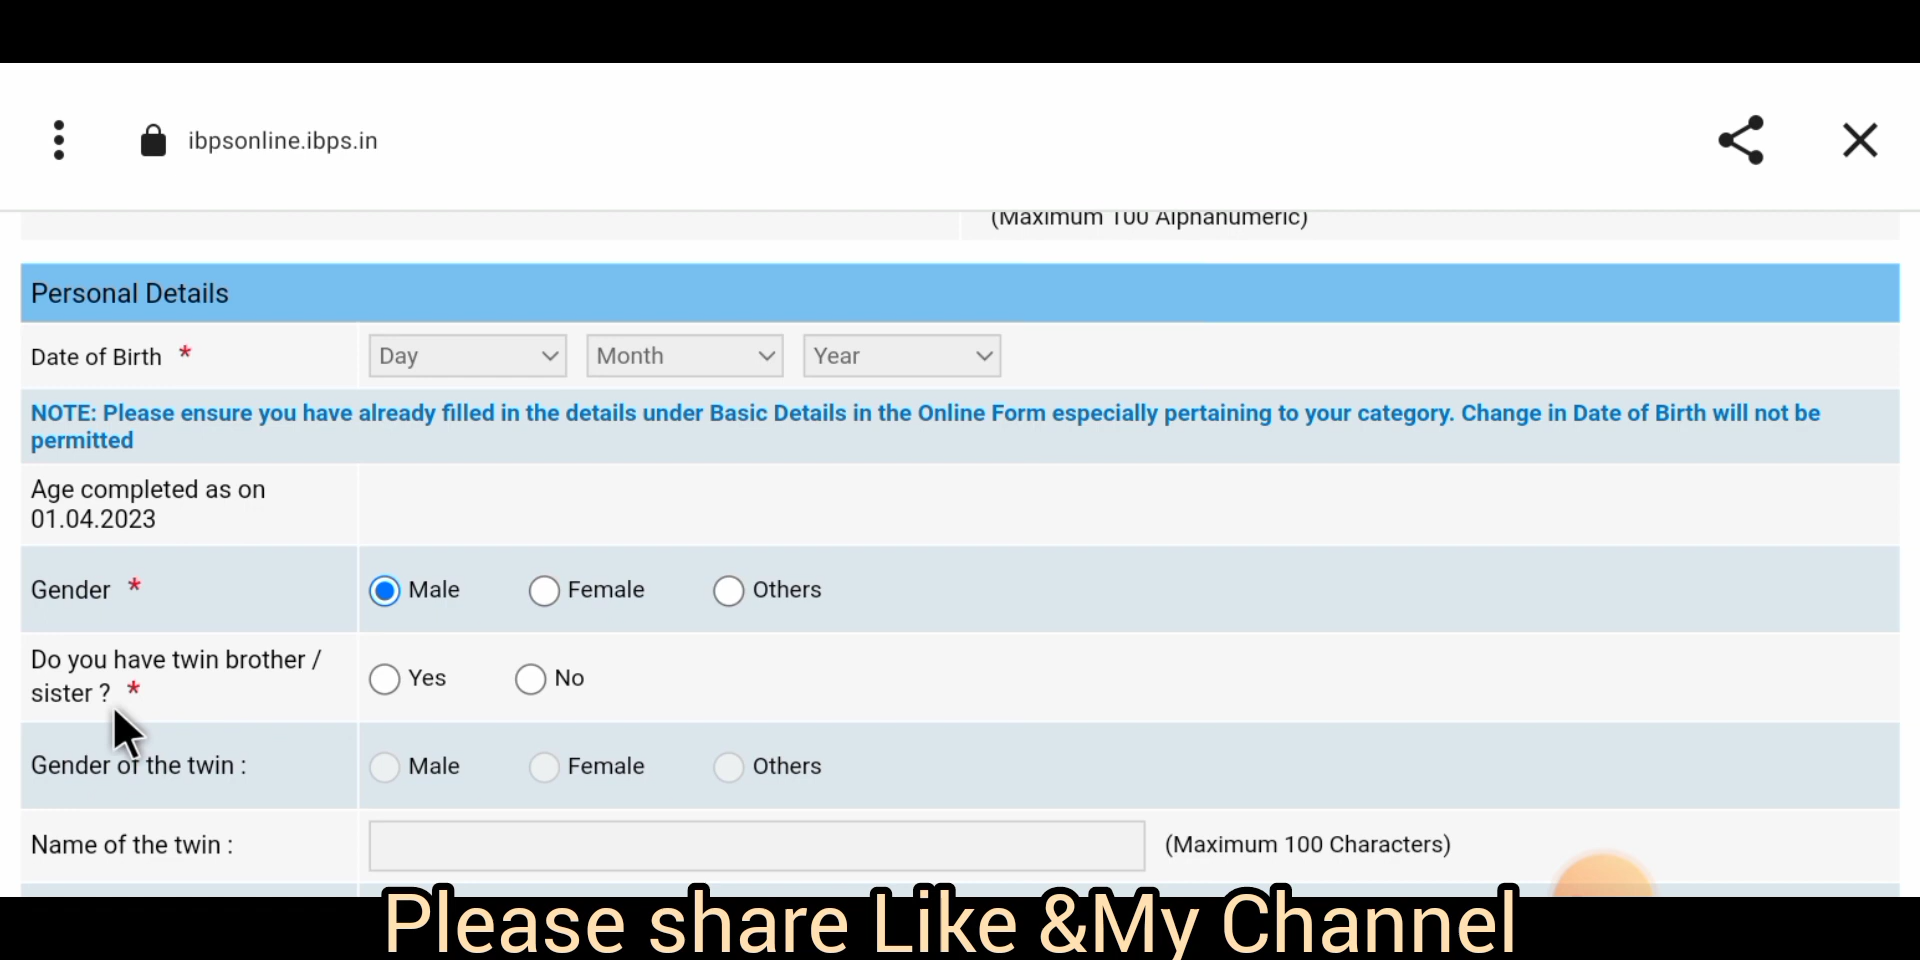 ibpsonline.ibps.in
(Maximum 100 Alphanumeric)
Personal Details
Date of Birth * Day Month Year
NOTE: Please ensure you have already filled in the details under Basic Details in the Online Form especially pertaining to your category. Change in Date of Birth will not be
permitted
Age completed as on
01.04.2023
Gender * Male Female Others
Do you have twin brother /
sister ? * Yes No
Gender of the twin : Male Female Others
Name of the twin : (Maximum 100 Characters)
Please share Like &My Channel